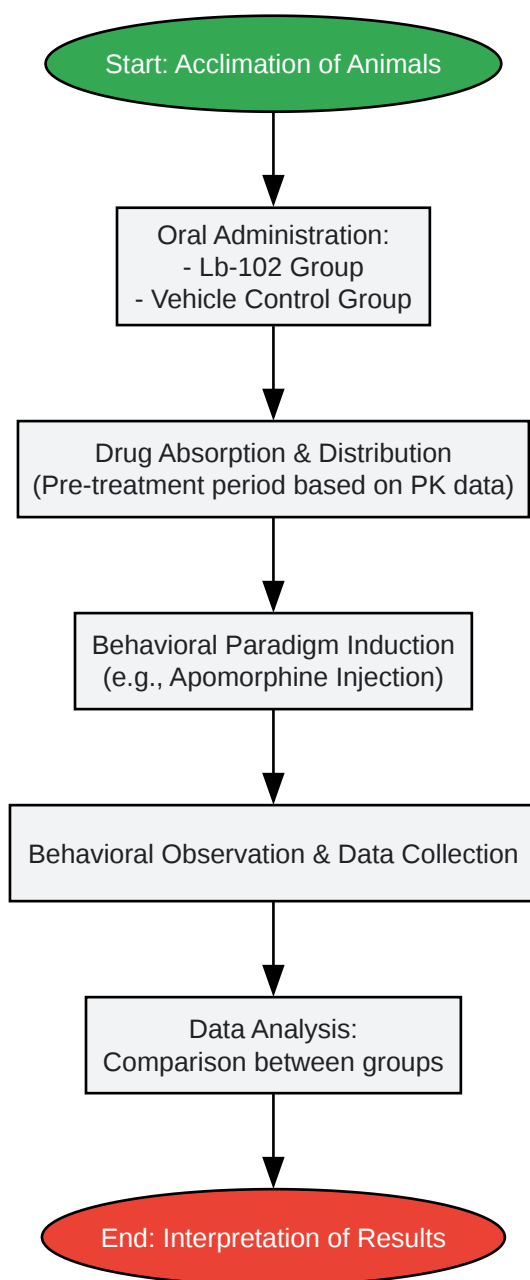 Start: Acclimation of Animals
Oral Administration:
- Lb-102 Group
- Vehicle Control Group
Drug Absorption & Distribution
(Pre-treatment period based on PK data)
Behavioral Paradigm Induction
(e.g., Apomorphine Injection)
Behavioral Observation & Data Collection
Data Analysis:
Comparison between groups
End: Interpretation of Results